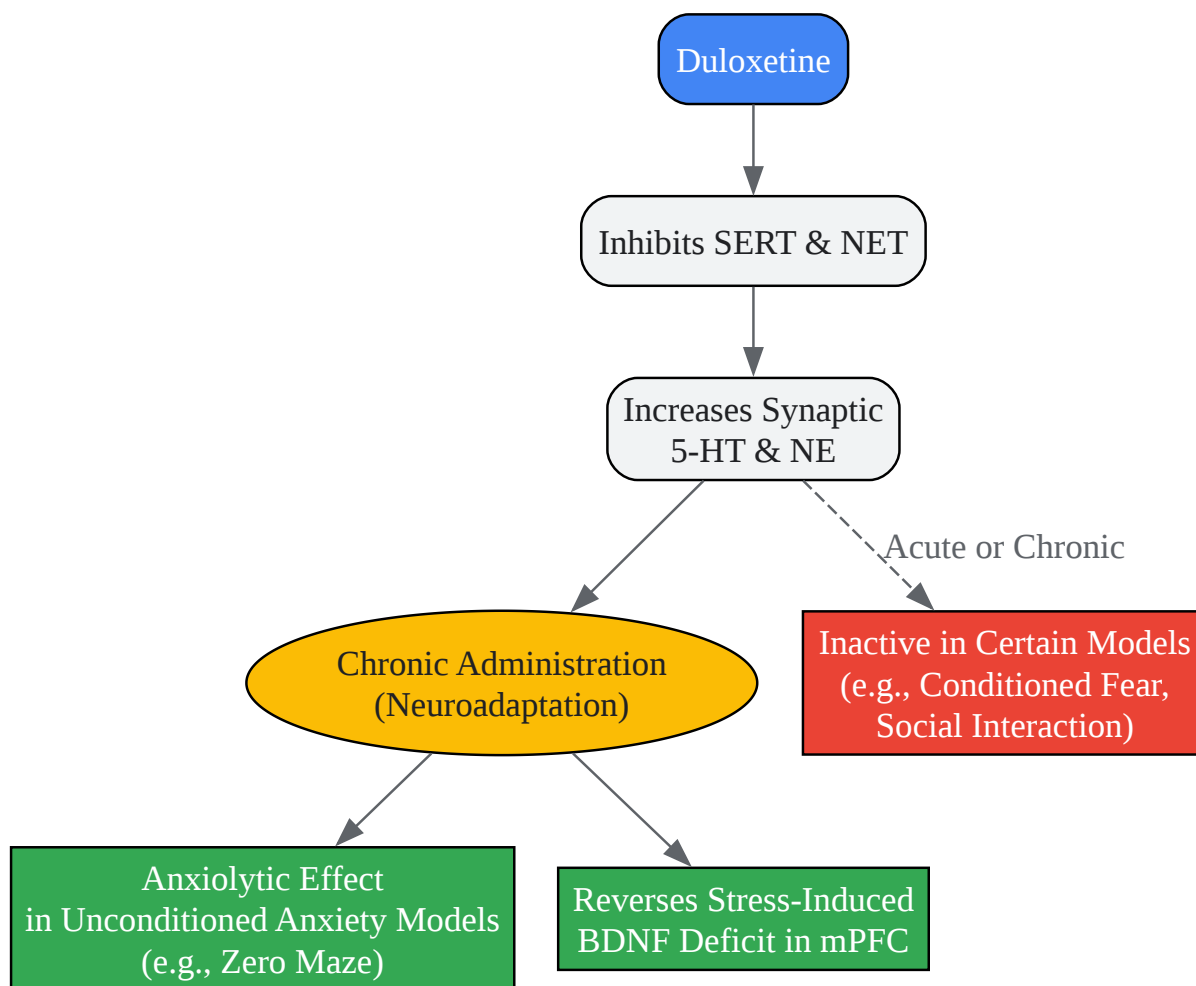 Duloxetine
Inhibits SERT & NET
Increases Synaptic
5-HT & NE
Acute or Chronic
Chronic Administration
(Neuroadaptation)
Inactive in Certain Models
(e.g., Conditioned Fear,
Social Interaction)
Anxiolytic Effect
in Unconditioned Anxiety Models
(e.g., Zero Maze)
Reverses Stress-Induced
BDNF Deficit in mPFC